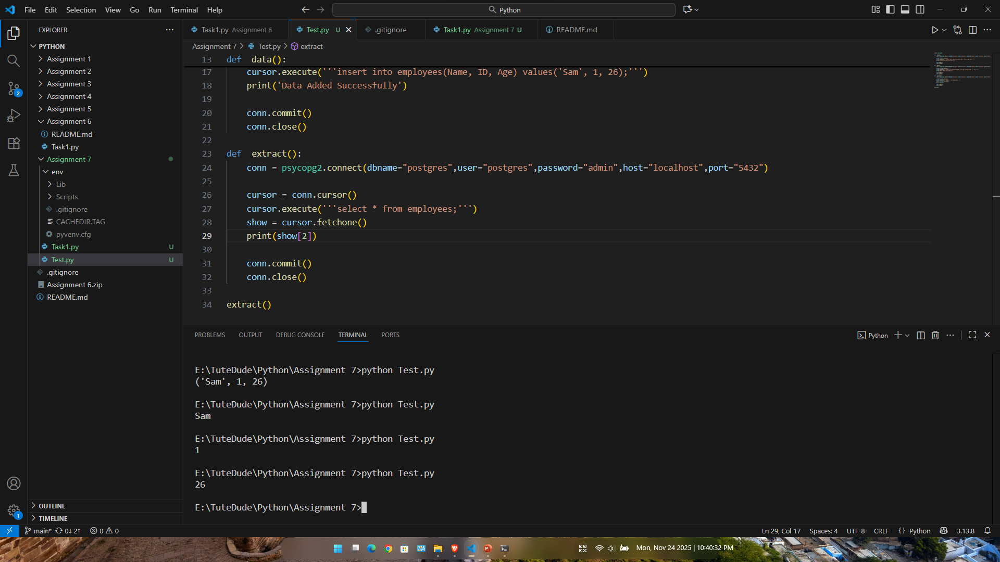 File Edit Selection View Go Run Terminal Help
Python
EXPLORER
PYTHON
Assignment 1
Assignment 2
Assignment 3
Assignment 4
Assignment 5
Assignment 6
README.md
Task1.py
Assignment 7
env
Lib
Scripts
.gitignore
CACHEDIR.TAG
pyvenv.cfg
Task1.py U
Test.py U
.gitignore
Assignment 6.zip
README.md
OUTLINE
TIMELINE
Task1.py Assignment 6
Test.py U
.gitignore
Task1.py Assignment 7 U
README.md
Assignment 7 > Test.py > extract
13 def data():
17 cursor.execute('''insert into employees(Name, ID, Age) values('Sam', 1, 26);''')
18 print('Data Added Successfully')
19
20 conn.commit()
21 conn.close()
22
23 def extract():
24 conn = psycopg2.connect(dbname="postgres",user="postgres",password="admin",host="localhost",port="5432")
25
26 cursor = conn.cursor()
27 cursor.execute('''select * from employees;''')
28 show = cursor.fetchone()
29 print(show[2])
30
31 conn.commit()
32 conn.close()
33
34 extract()
PROBLEMS OUTPUT DEBUG CONSOLE TERMINAL PORTS
Python
E:\TuteDude\Python\Assignment 7>python Test.py
('Sam', 1, 26)
E:\TuteDude\Python\Assignment 7>python Test.py
Sam
E:\TuteDude\Python\Assignment 7>python Test.py
1
E:\TuteDude\Python\Assignment 7>python Test.py
26
E:\TuteDude\Python\Assignment 7>
2
1
main* 0↓ 2↑ 0 0
Ln 29, Col 17 Spaces: 4 UTF-8 CRLF {} Python 3.13.8
Mon, Nov 24 2025 | 10:40:32 PM